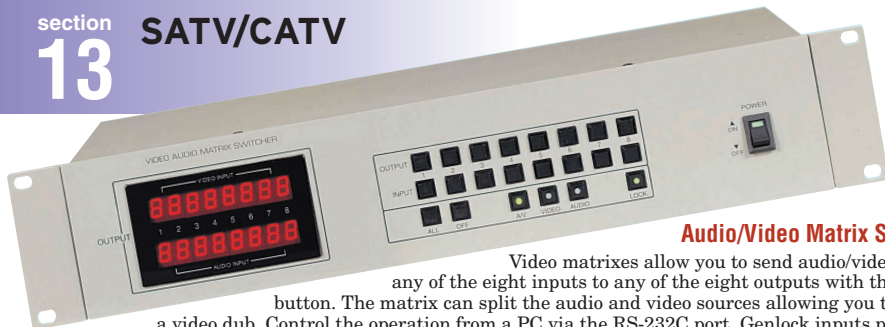 section
13
SATV/CATV
VIDEO AUDIO MATRIX SWITCHER
VIDEO INPUT
88888888
OUTPUT 1 2 3 4 5 6 7 8
88888888
AUDIO INPUT
OUTPUT
1 2 3 4 5 6 7 8
INPUT
ALL OFF A/V VIDEO AUDIO LOCK
POWER
ON
OFF
Audio/Video Matrix S
Video matrixes allow you to send audio/vide
any of the eight inputs to any of the eight outputs with th
button. The matrix can split the audio and video sources allowing you t
a video dub. Control the operation from a PC via the RS-232C port. Genlock inputs